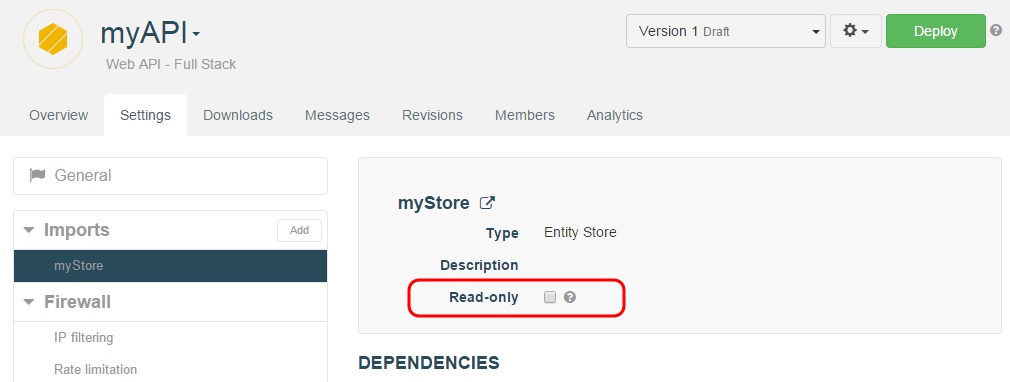 myAPI
Version 1 Draft
Deploy
?
Web API - Full Stack
Overview Settings Downloads Messages Revisions Members Analytics
General
Imports Add
myStore
Firewall
IP filtering
Rate limitation
myStore
Type Entity Store
Description
Read-only ?
DEPENDENCIES